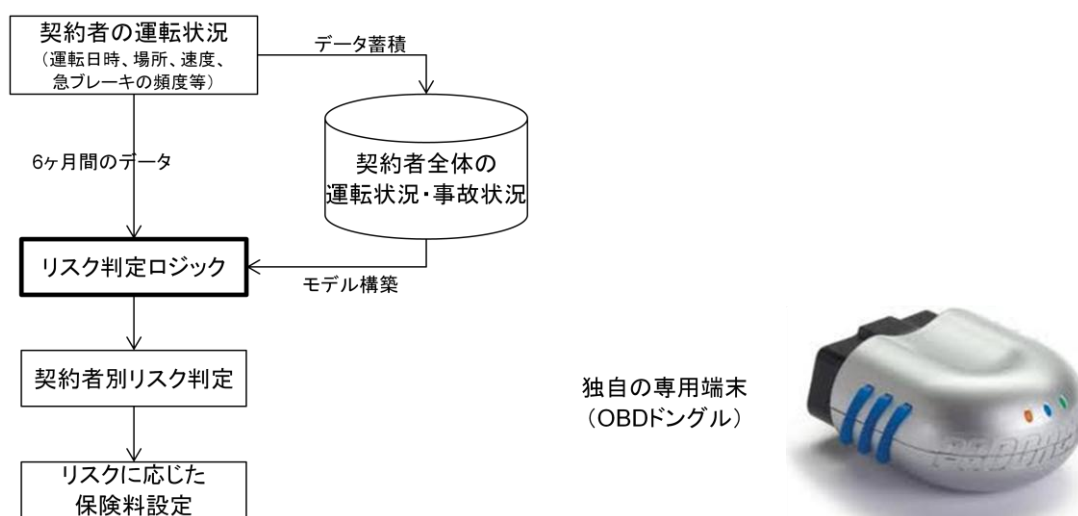 契約者の運転状況
（運転日時、場所、速度、
急ブレーキの頻度等）
データ蓄積
6ヶ月間のデータ
契約者全体の
運転状況・事故状況
リスク判定ロジック
モデル構築
契約者別リスク判定
リスクに応じた
保険料設定
独自の専用端末
（OBDドングル）